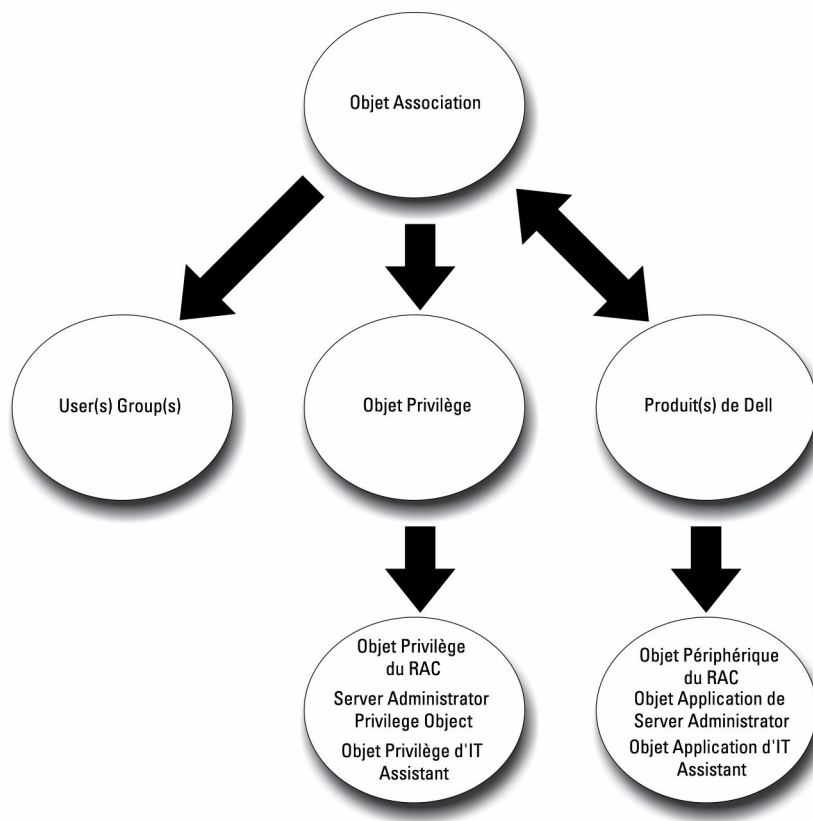 Objet Association
User(s) Group(s)
Objet Privilège
Produit(s) de Dell
Objet Privilège
du RAC
Server Administrator
Privilege Object
Objet Privilège d'IT
Assistant
Objet Périphérique
du RAC
Objet Application de
Server Administrator
Objet Application d'IT
Assistant